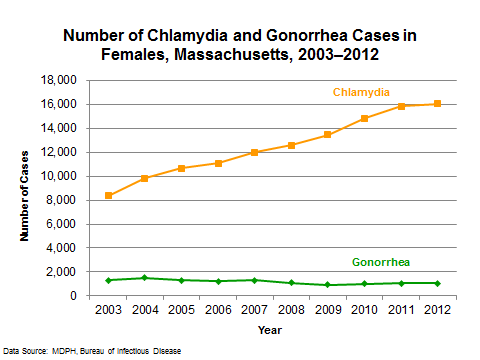 Number of Chlamydia and Gonorrhea Cases in
Females, Massachusetts, 2003–2012
18,000
16,000
14,000
12,000
10,000
8,000
6,000
4,000
2,000
0
Number of Cases
Chlamydia
Gonorrhea
2003 2004 2005 2006 2007 2008 2009 2010 2011 2012
Year
Data Source: MDPH, Bureau of Infectious Disease